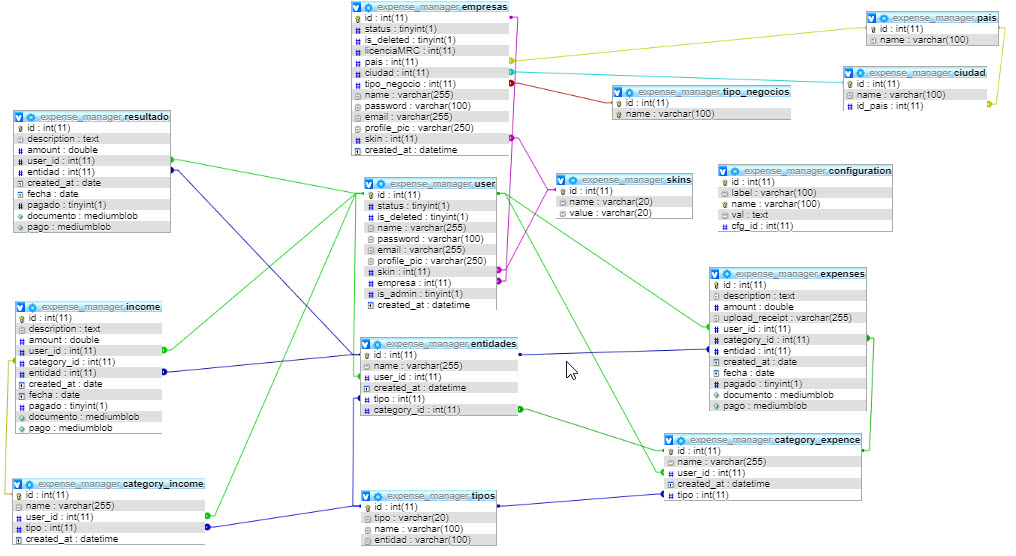 expense_manager empresas
id : int(11)
status : tinyint(1)
is_deleted : tinyint(1)
licenciaMRC : int(11)
pais : int(11)
ciudad : int(11)
tipo_negocio : int(11)
name : varchar(255)
password : varchar(100)
email : varchar(255)
profile_pic : varchar(250)
skin : int(11)
created_at : datetime
expense_manager pais
id : int(11)
name : varchar(100)
expense_manager ciudad
id : int(11)
name : varchar(100)
id_pais : int(11)
expense_manager tipo_negocios
id : int(11)
name : varchar(100)
expense_manager resultado
id : int(11)
description : text
amount : double
user_id : int(11)
entidad : int(11)
created_at : date
fecha : date
pagado : tinyint(1)
documento : mediumblob
pago : mediumblob
expense_manager user
id : int(11)
status : tinyint(1)
is_deleted : tinyint(1)
name : varchar(255)
password : varchar(100)
email : varchar(255)
profile_pic : varchar(250)
skin : int(11)
empresa : int(11)
is_admin : tinyint(1)
created_at : datetime
expense_manager skins
id : int(11)
name : varchar(20)
value : varchar(20)
expense_manager configuration
id : int(11)
label : varchar(100)
name : varchar(100)
val : text
cfg_id : int(11)
expense_manager income
id : int(11)
description : text
amount : double
user_id : int(11)
category_id : int(11)
entidad : int(11)
created_at : date
fecha : date
pagado : tinyint(1)
documento : mediumblob
pago : mediumblob
expense_manager entidades
id : int(11)
name : varchar(255)
user_id : int(11)
created_at : datetime
tipo : int(11)
category_id : int(11)
expense_manager expenses
id : int(11)
description : text
amount : double
upload_receipt : varchar(255)
user_id : int(11)
category_id : int(11)
entidad : int(11)
created_at : date
fecha : date
pagado : tinyint(1)
documento : mediumblob
pago : mediumblob
expense_manager category_expence
id : int(11)
name : varchar(255)
user_id : int(11)
created_at : datetime
tipo : int(11)
expense_manager category_income
id : int(11)
name : varchar(255)
user_id : int(11)
tipo : int(11)
created_at : datetime
expense_manager tipos
id : int(11)
tipo : varchar(20)
name : varchar(100)
entidad : varchar(100)